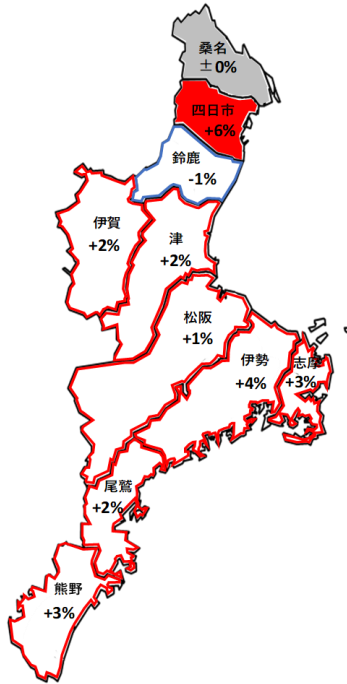 桑名
±0%
四日市
+6%
鈴鹿
-1%
伊賀
+2%
津
+2%
松阪
+1%
伊勢
+4%
志摩
+3%
尾鷲
+2%
熊野
+3%